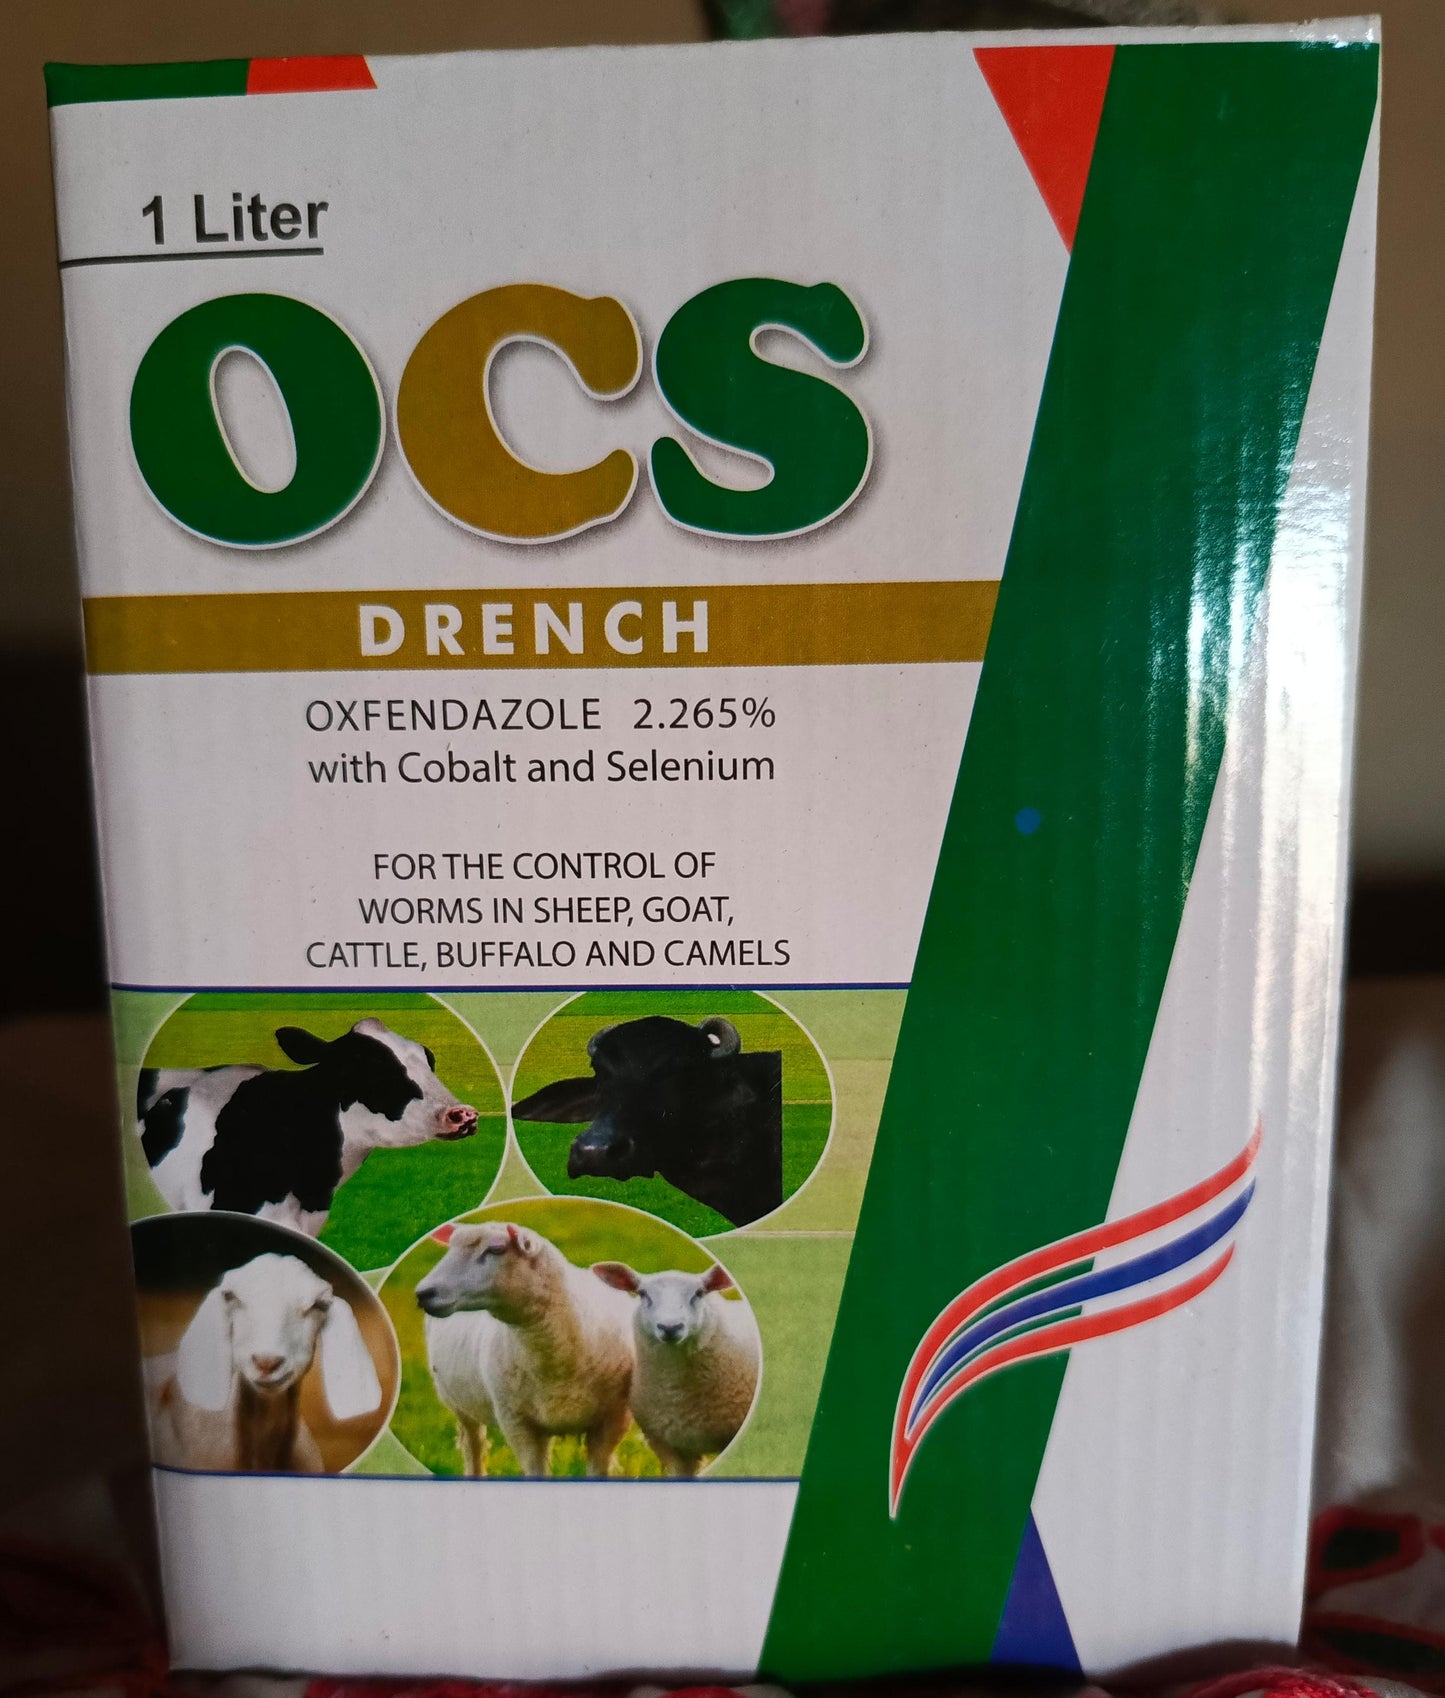 1 Liter
OCS
DRENCH
OXFENDAZOLE 2.265%
with Cobalt and Selenium
FOR THE CONTROL OF
WORMS IN SHEEP, GOAT,
CATTLE, BUFFALO AND CAMELS